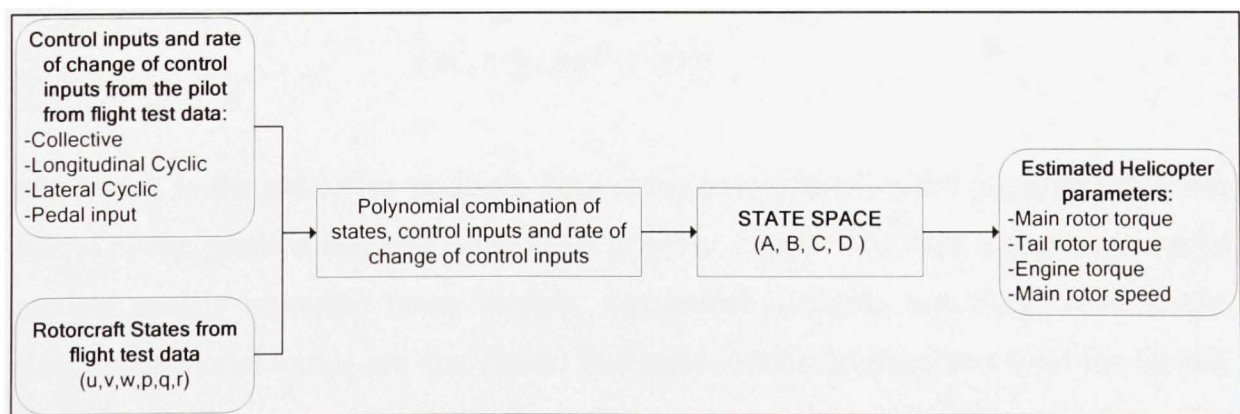 Control inputs and rate
of change of control
inputs from the pilot
from flight test data:
-Collective
-Longitudinal Cyclic
-Lateral Cyclic
-Pedal input
Rotorcraft States from
flight test data
(u,v,w,p,q,r)
Polynomial combination of
states, control inputs and rate of
change of control inputs
STATE SPACE
(A, B, C, D )
Estimated Helicopter
parameters:
-Main rotor torque
-Tail rotor torque
-Engine torque
-Main rotor speed